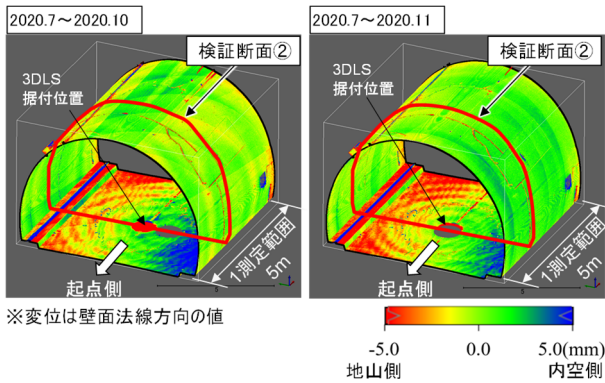 2020.7～2020.10
検証断面②
3DLS
据付位置
1測定範囲
5m
起点側
2020.7～2020.11
検証断面②
3DLS
据付位置
1測定範囲
5m
起点側
※変位は壁面法線方向の値
-5.0 0.0 5.0(mm)
地山側 内空側